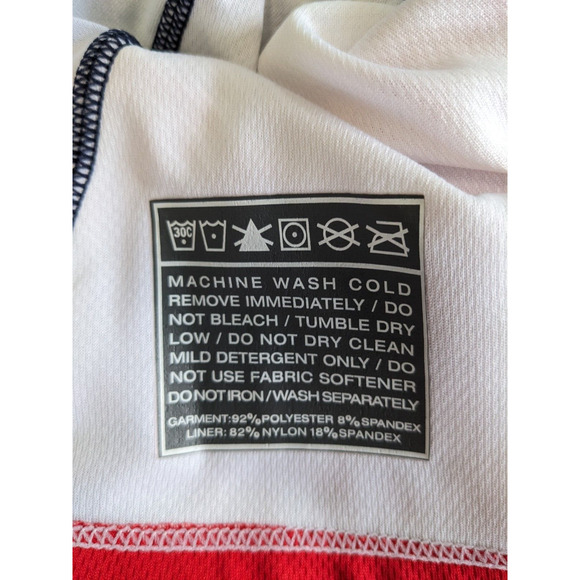 30C
MACHINE WASH COLD
REMOVE IMMEDIATELY / DO
NOT BLEACH / TUMBLE DRY
LOW / DO NOT DRY CLEAN
MILD DETERGENT ONLY / DO
NOT USE FABRIC SOFTENER
DO NOT IRON / WASH SEPARATELY
GARMENT: 92% POLYESTER 8% SPANDEX
LINER: 82% NYLON 18% SPANDEX